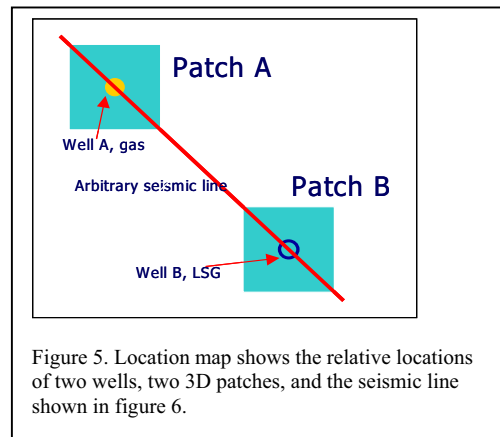 Patch A
Well A, gas
Arbitrary seismic line
Patch B
Well B, LSG
Figure 5. Location map shows the relative locations
of two wells, two 3D patches, and the seismic line
shown in figure 6.